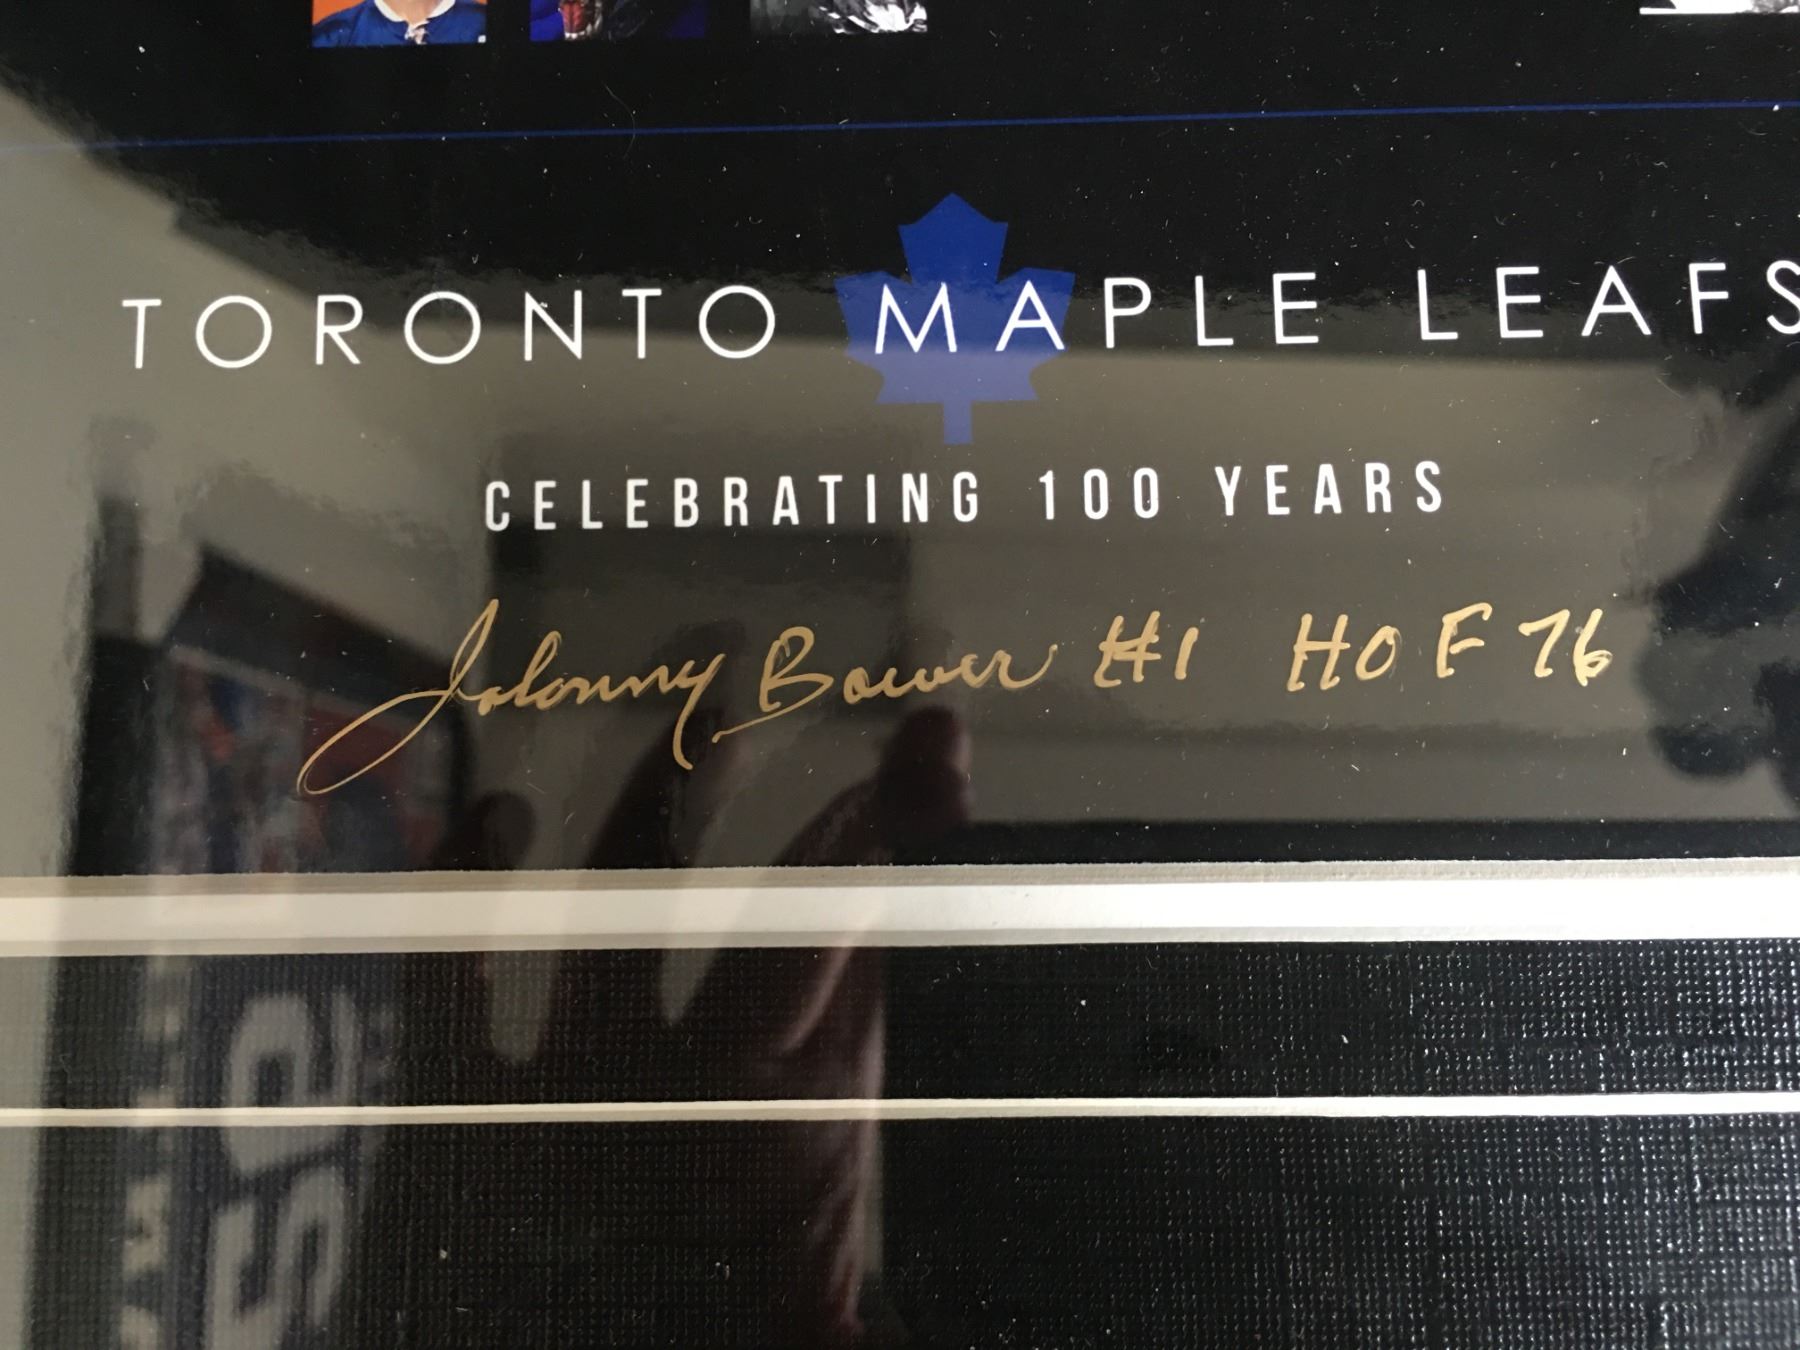 TORONTO MAPLE LEAFS
CELEBRATING 100 YEARS
Johnny Bower #1 HOF 76